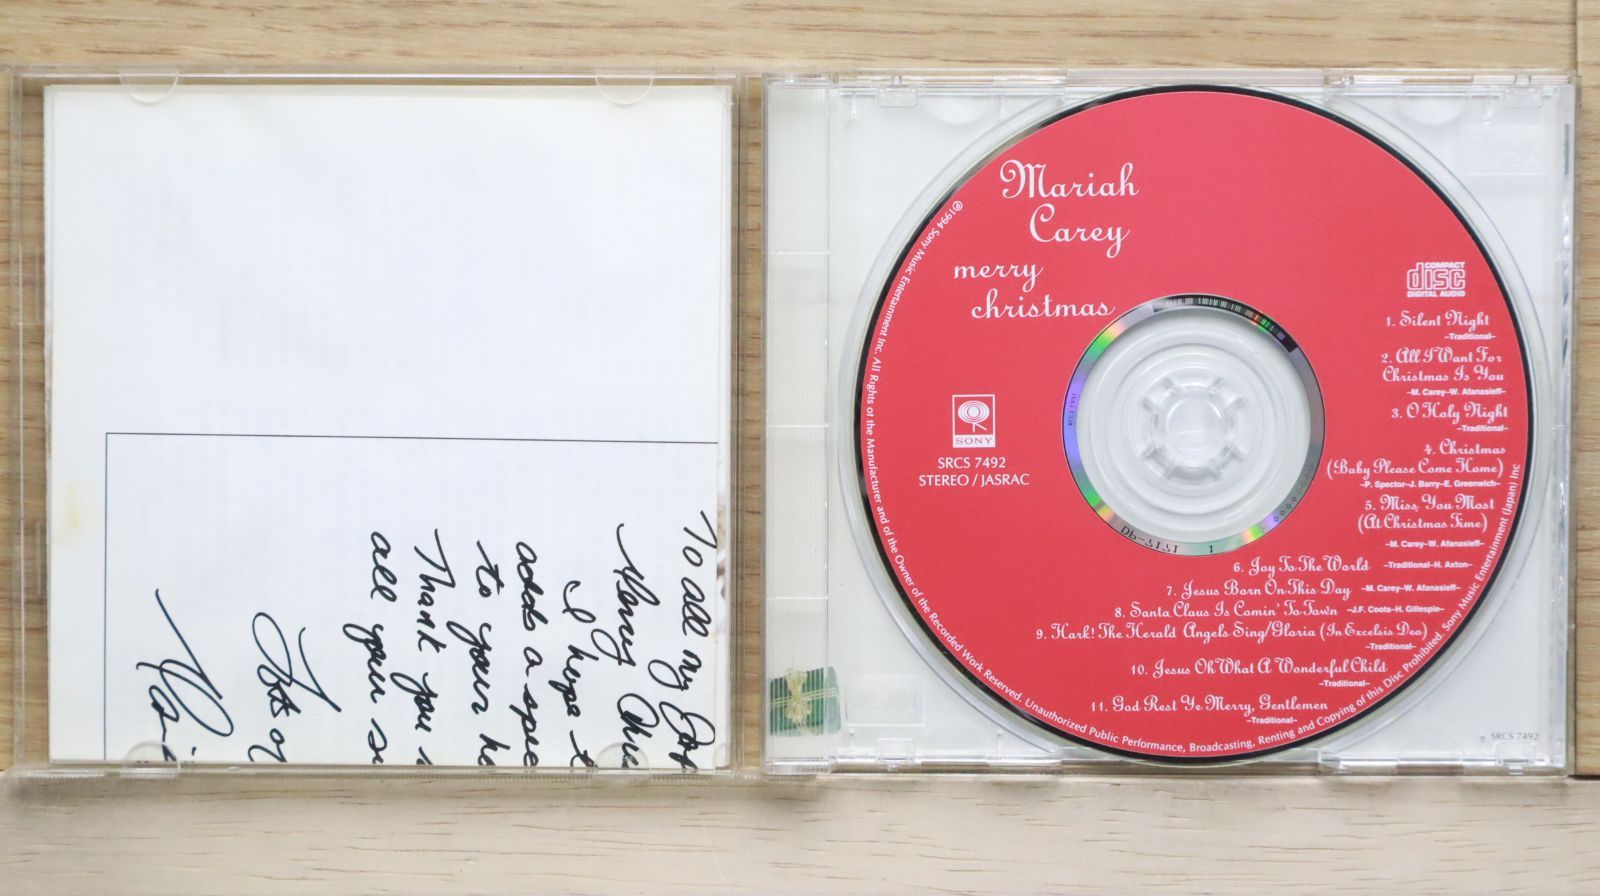 To all my
Merry
I hope
adds a
to your
Thank you
all your
Mariah
Carey
merry
christmas
COMPACT
disc
DIGITAL AUDIO
SONY
SRCS 7492
STEREO / JASRAC
1. Silent Night
–Traditional–
2. All I Want For
Christmas Is You
–M. Carey–W. Afanasieff–
3. O Holy Night
–Traditional–
4. Christmas
(Baby Please Come Home)
–P. Spector–J. Barry–E. Greenwich–
5. Miss You Most
(At Christmas Time)
–M. Carey–W. Afanasieff–
6. Joy To The World –Traditional–H. Axton–
7. Jesus Born On This Day –M. Carey–W. Afanasieff–
8. Santa Claus Is Comin' To Town –J.F. Coots–H. Gillespie–
9. Hark! The Herald Angels Sing/Gloria (In Excelsis Deo)
–Traditional–
10. Jesus Oh What A Wonderful Child
–Traditional–
11. God Rest Ye Merry, Gentlemen
–Traditional–
℗1994 Sony Music Entertainment Inc. All Rights of the Manufacturer and of the Owner of the Recorded Work Reserved. Unauthorized Public Performance, Broadcasting, Renting and Copying of this Disc Prohibited. Sony Music Entertainment (Japan) Inc
SRCS 7492